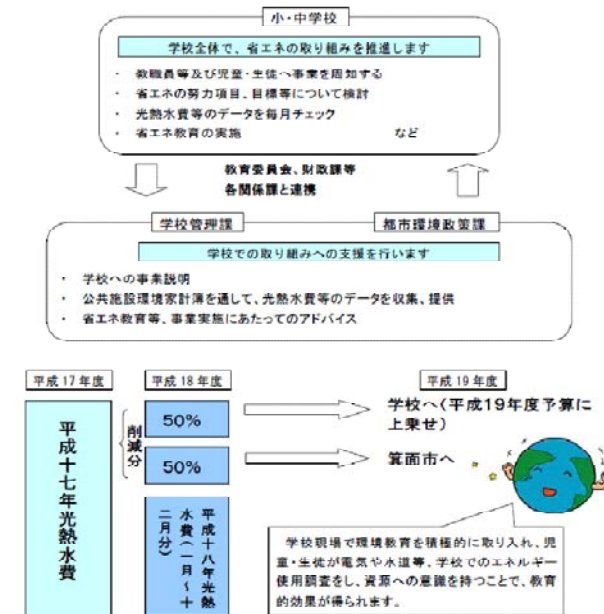 小・中学校
学校全体で、省エネの取り組みを推進します
・ 教職員等及び児童・生徒へ事業を周知する
・ 省エネの努力項目、目標等について検討
・ 光熱水費等のデータを毎月チェック
・ 省エネ教育の実施 など
教育委員会、財政課等
各関係課と連携
学校管理課
都市環境政策課
学校での取り組みへの支援を行います
・ 学校への事業説明
・ 公共施設環境家計簿を通して、光熱水費等のデータを収集、提供
・ 省エネ教育等、事業実施にあたってのアドバイス
平成17年度
平成18年度
平成19年度
平成十七年光熱水費
削減分
50%
50%
平成十八年光熱
水費(一月~十
二月分)
学校へ(平成19年度予算に
上乗せ)
箕面市へ
学校現場で環境教育を積極的に取り入れ、児
童・生徒が電気や水道等、学校でのエネルギー
使用調査をし、資源への意識を持つことで、教育
的効果が得られます。